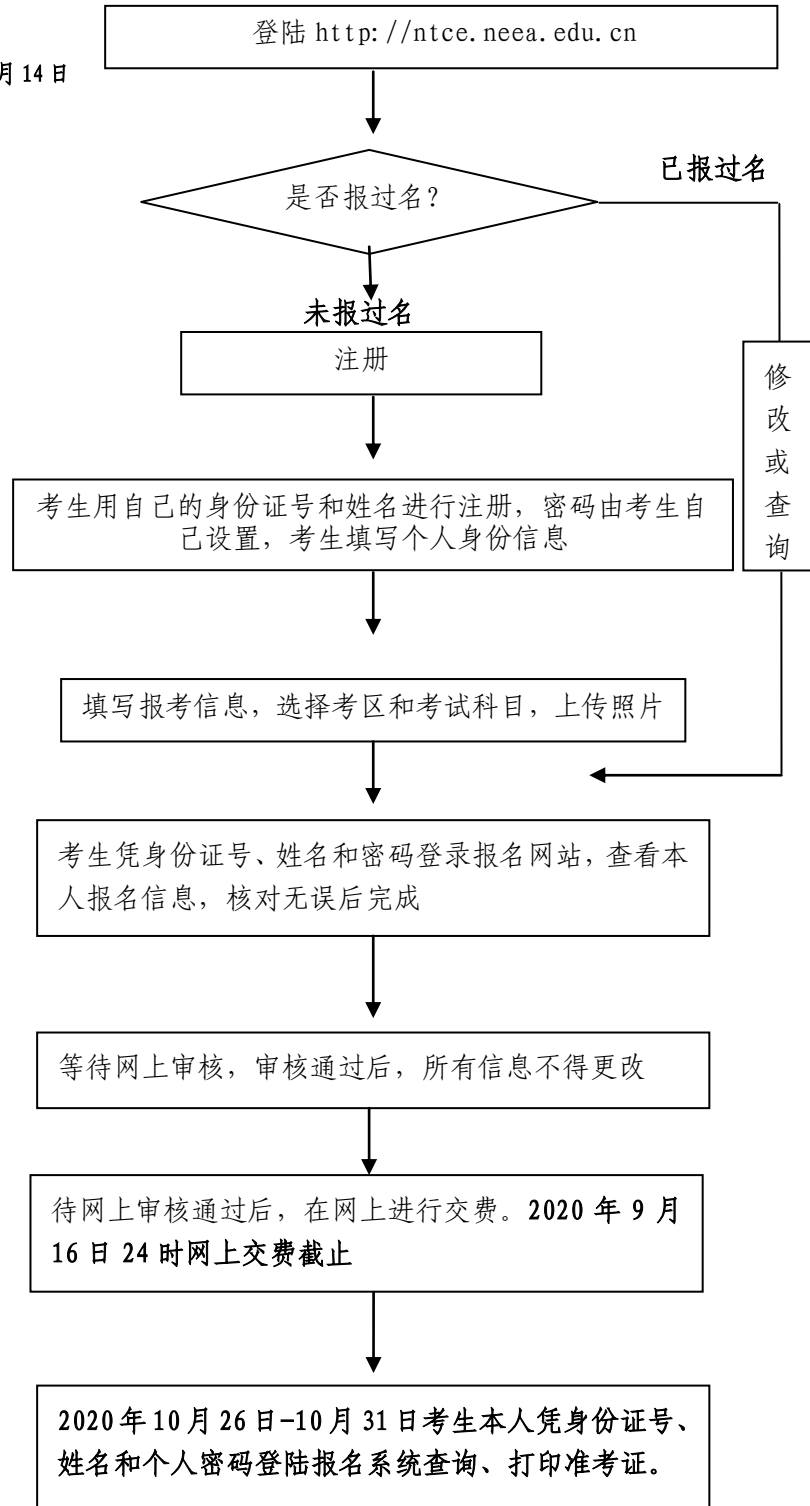 登陆 http://ntce.neea.edu.cn
月 14 日
是否报过名？
已报过名
未报过名
注册
修
改
或
查
询
考生用自己的身份证号和姓名进行注册，密码由考生自
己设置，考生填写个人身份信息
填写报考信息，选择考区和考试科目，上传照片
考生凭身份证号、姓名和密码登录报名网站，查看本
人报名信息，核对无误后完成
等待网上审核，审核通过后，所有信息不得更改
待网上审核通过后，在网上进行交费。2020 年 9 月
16 日 24 时网上交费截止
2020 年 10 月 26 日-10 月 31 日考生本人凭身份证号、
姓名和个人密码登陆报名系统查询、打印准考证。